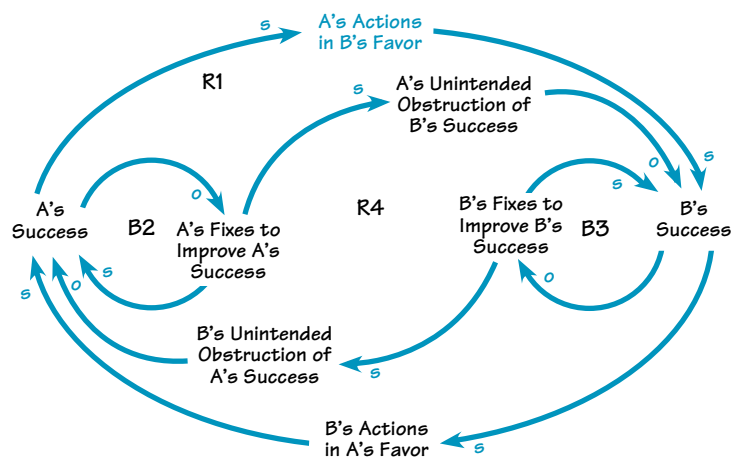 s
A's Actions
in B's Favor
R1
s
A's Unintended
Obstruction of
B's Success
o
s
A's
Success
B2
o
A's Fixes to
Improve A's
Success
s
R4
B's Fixes to
Improve B's
Success
s
B3
o
B's
Success
s
o
B's Unintended
Obstruction of
A's Success
s
B's Actions
in A's Favor
s